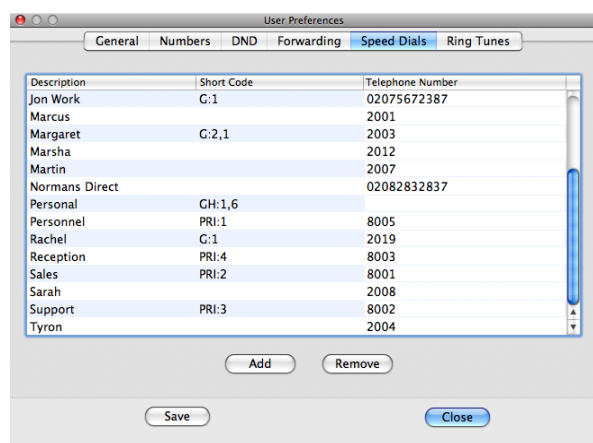 User Preferences
General Numbers DND Forwarding Speed Dials Ring Tunes
Description Short Code Telephone Number
Jon Work G:1 02075672387
Marcus 2001
Margaret G:2,1 2003
Marsha 2012
Martin 2007
Normans Direct 02082832837
Personal GH:1,6
Personnel PRI:1 8005
Rachel G:1 2019
Reception PRI:4 8003
Sales PRI:2 8001
Sarah 2008
Support PRI:3 8002
Tyron 2004
Add Remove
Save Close